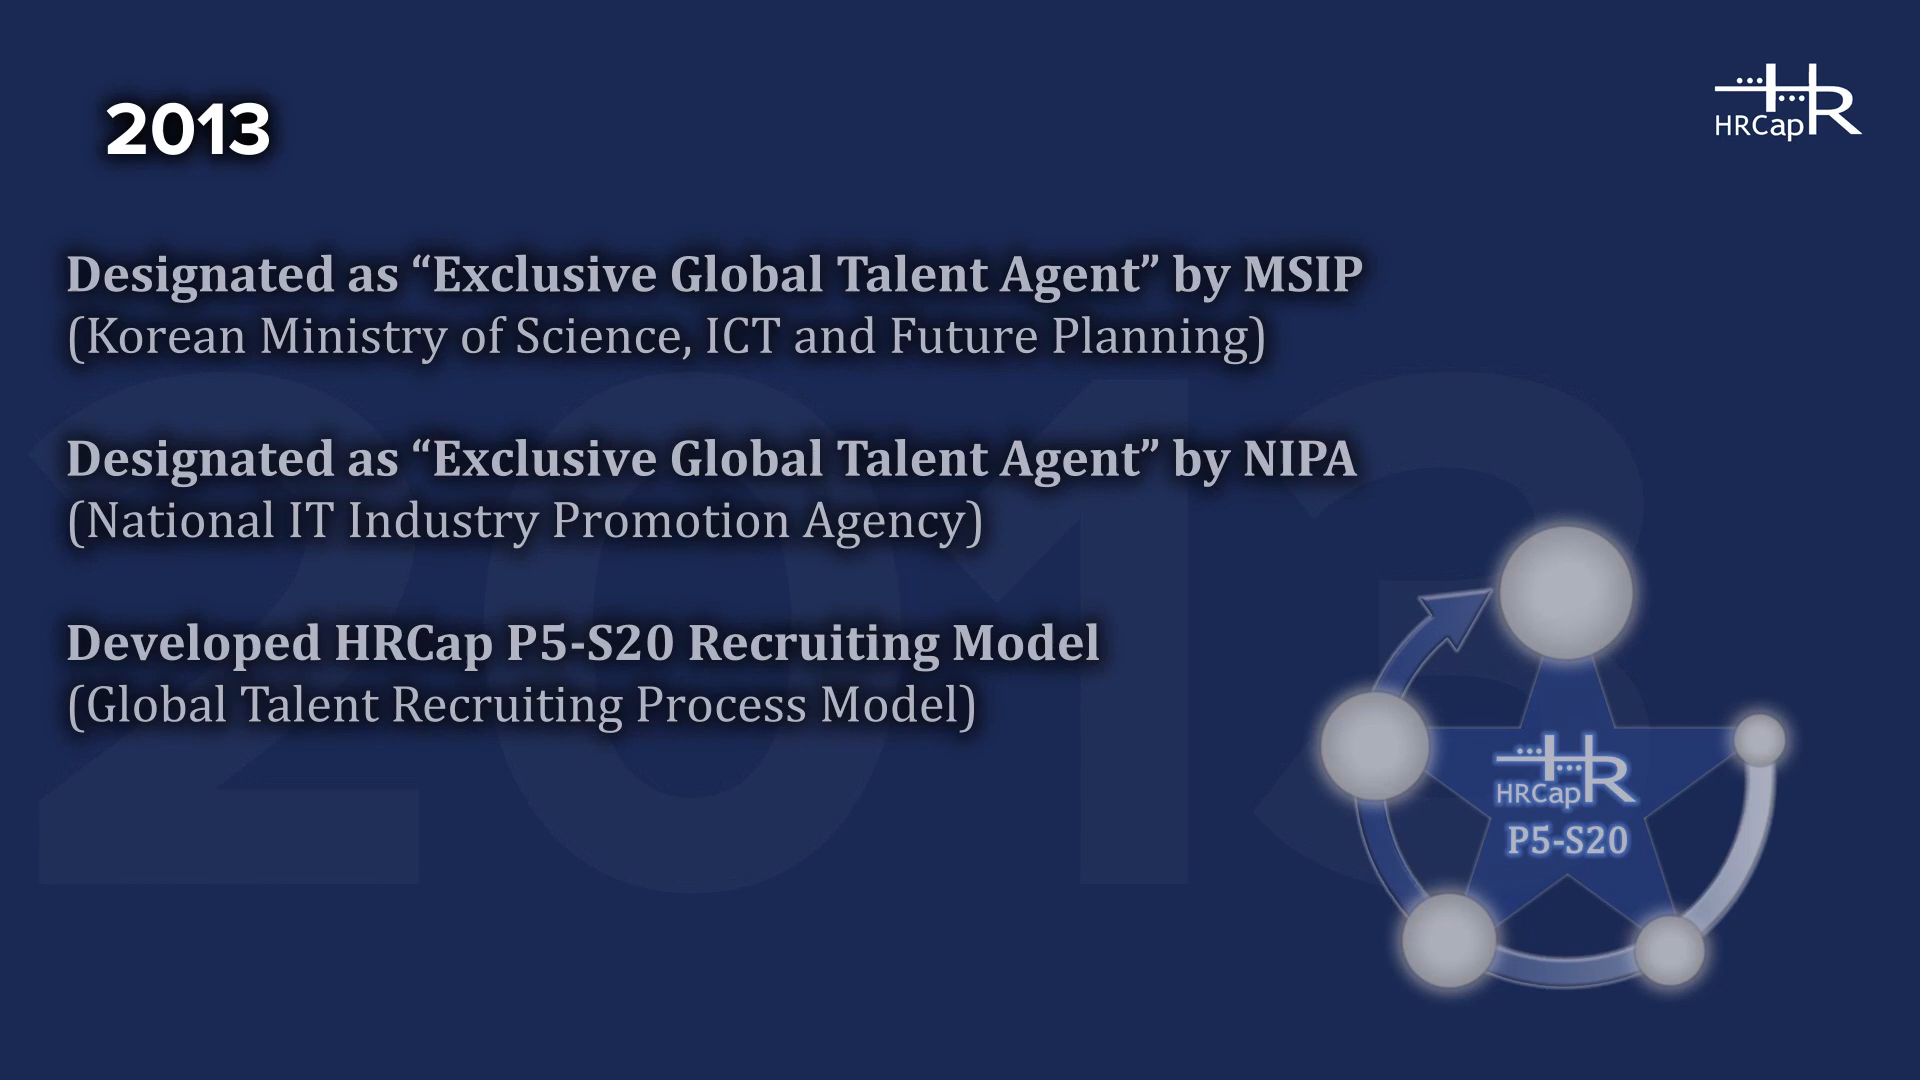 2013
HRCap
Designated as “Exclusive Global Talent Agent” by MSIP
(Korean Ministry of Science, ICT and Future Planning)
Designated as “Exclusive Global Talent Agent” by NIPA
(National IT Industry Promotion Agency)
Developed HRCap P5-S20 Recruiting Model
(Global Talent Recruiting Process Model)
2013
HR
HRCap
P5-S20